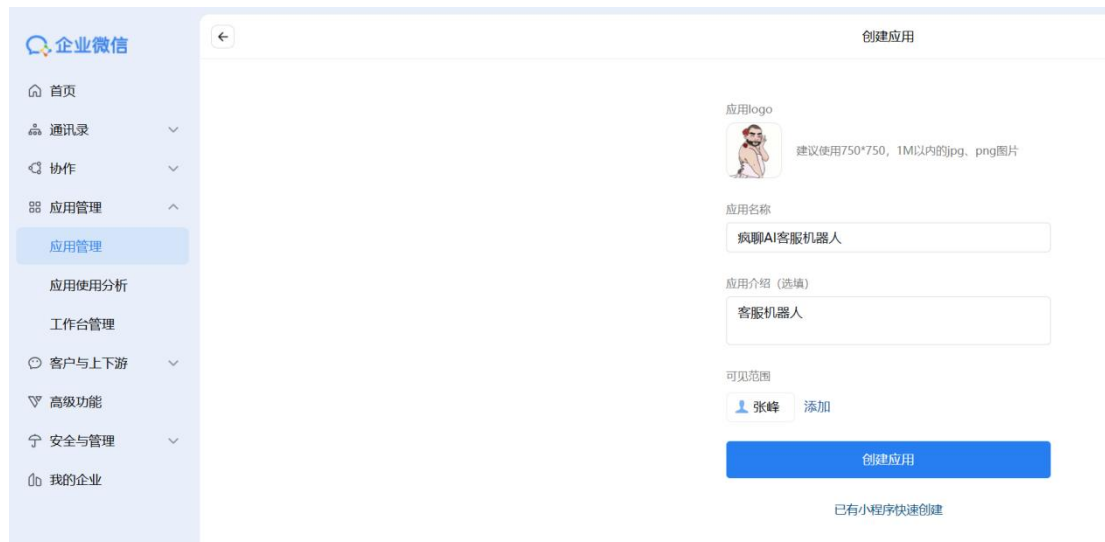 企业微信
创建应用
首页
通讯录
协作
应用管理
应用管理
应用使用分析
工作台管理
客户与上下游
高级功能
安全与管理
我的企业
应用logo
建议使用750*750，1M以内的jpg、png图片
应用名称
疯聊AI客服机器人
应用介绍（选填）
客服机器人
可见范围
张峰 添加
创建应用
已有小程序快速创建